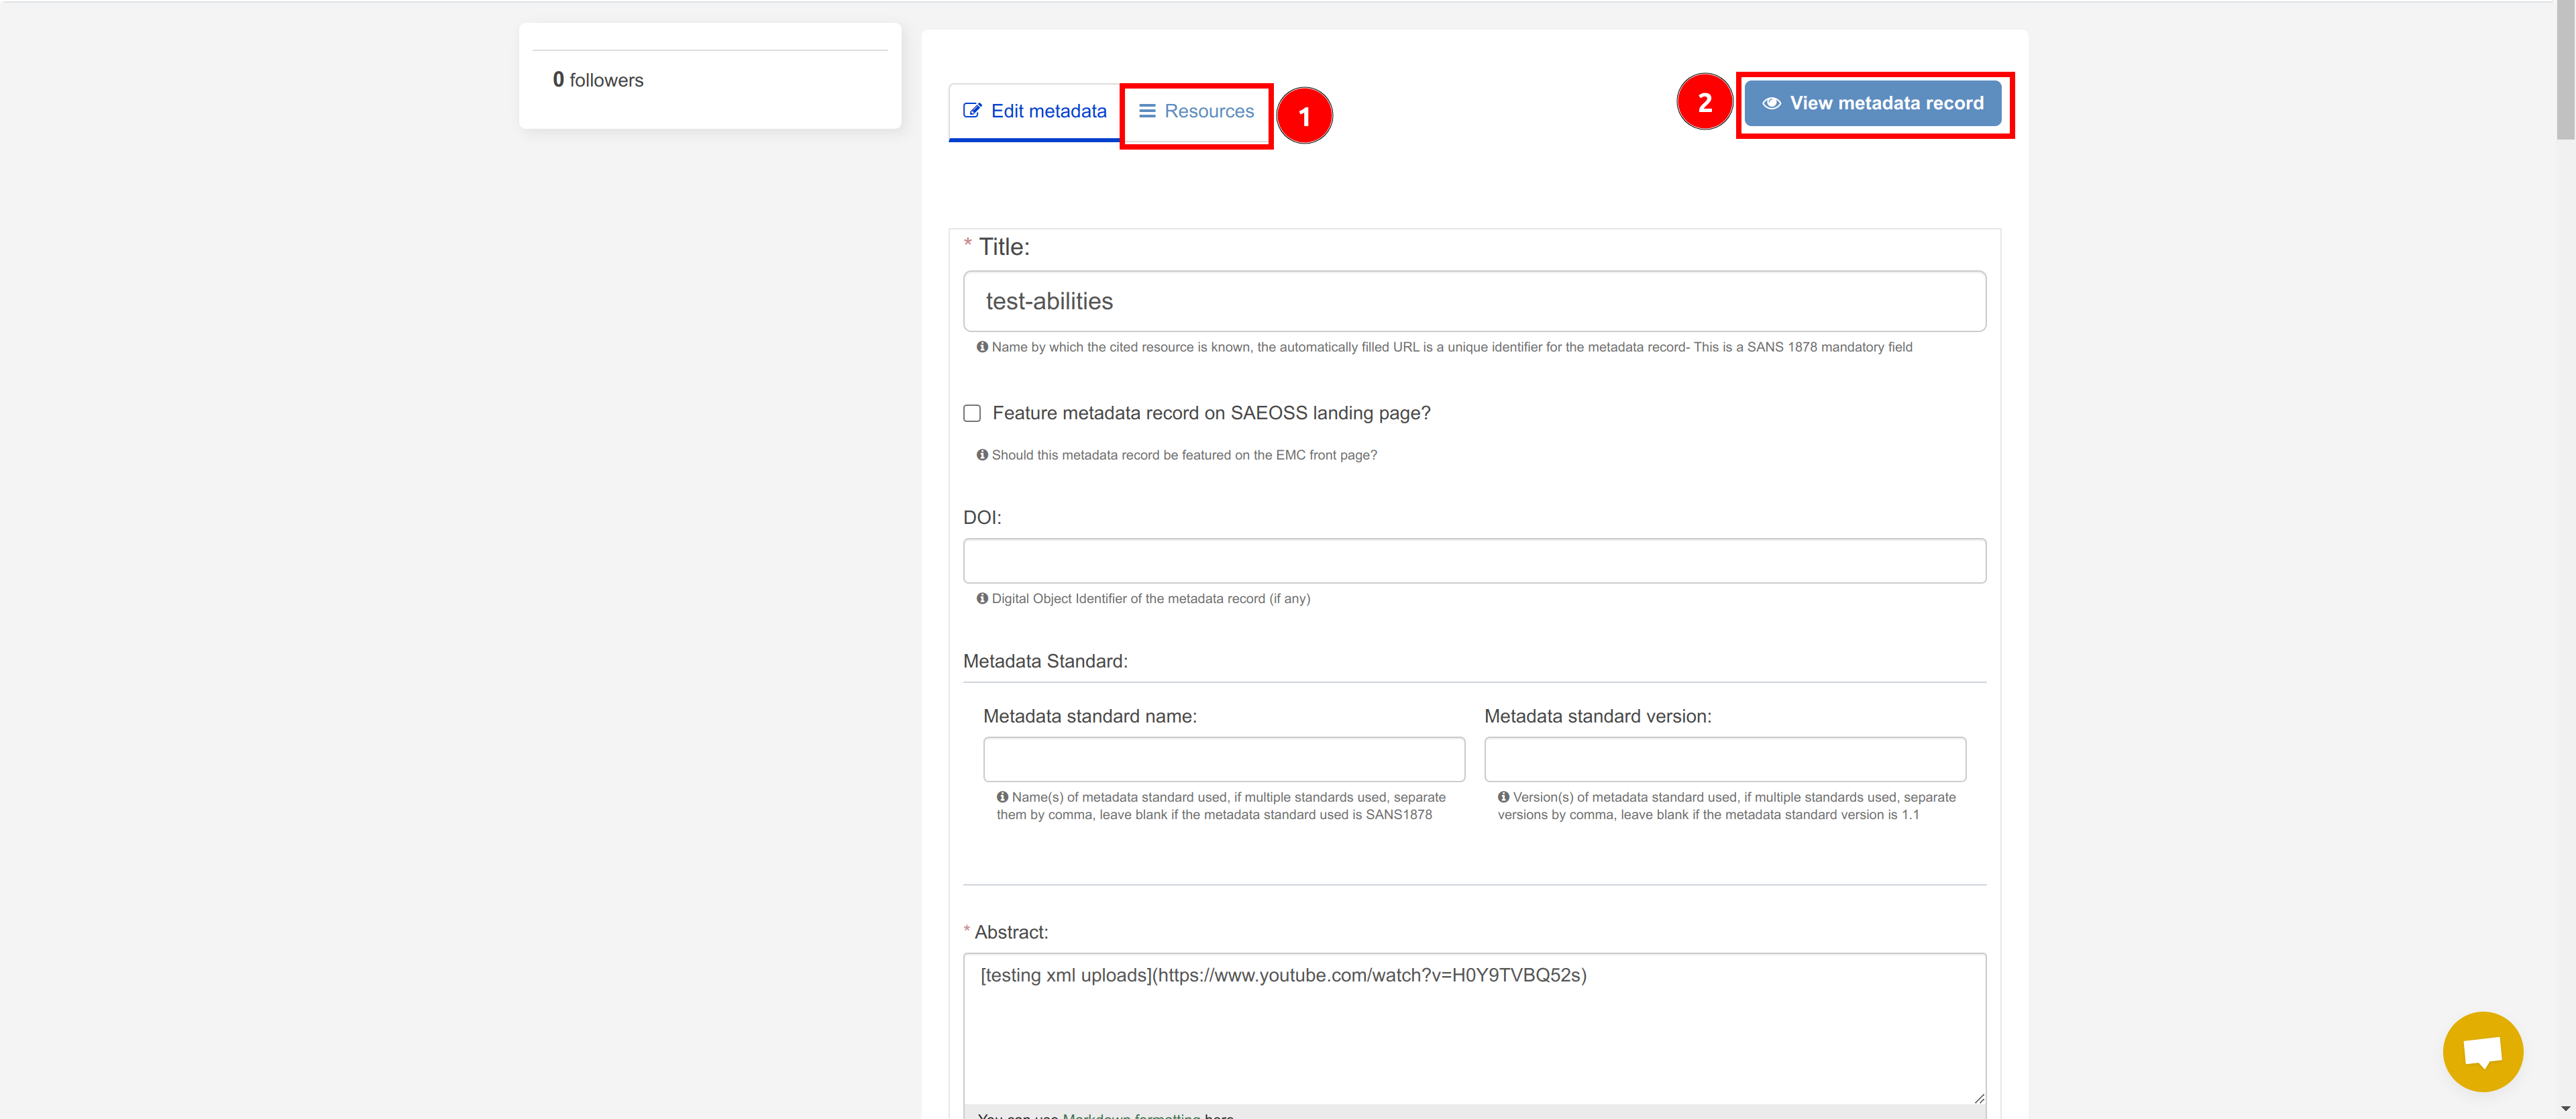 0 followers
Edit metadata
Resources
1
2
View metadata record
* Title:
test-abilities
Name by which the cited resource is known, the automatically filled URL is a unique identifier for the metadata record- This is a SANS 1878 mandatory field
Feature metadata record on SAEOSS landing page?
Should this metadata record be featured on the EMC front page?
DOI:
Digital Object Identifier of the metadata record (if any)
Metadata Standard:
Metadata standard name:
Name(s) of metadata standard used, if multiple standards used, separate
them by comma, leave blank if the metadata standard used is SANS1878
Metadata standard version:
Version(s) of metadata standard used, if multiple standards used, separate
versions by comma, leave blank if the metadata standard version is 1.1
* Abstract:
[testing xml uploads](https://www.youtube.com/watch?v=H0Y9TVBQ52s)
You can use Markdown formatting here